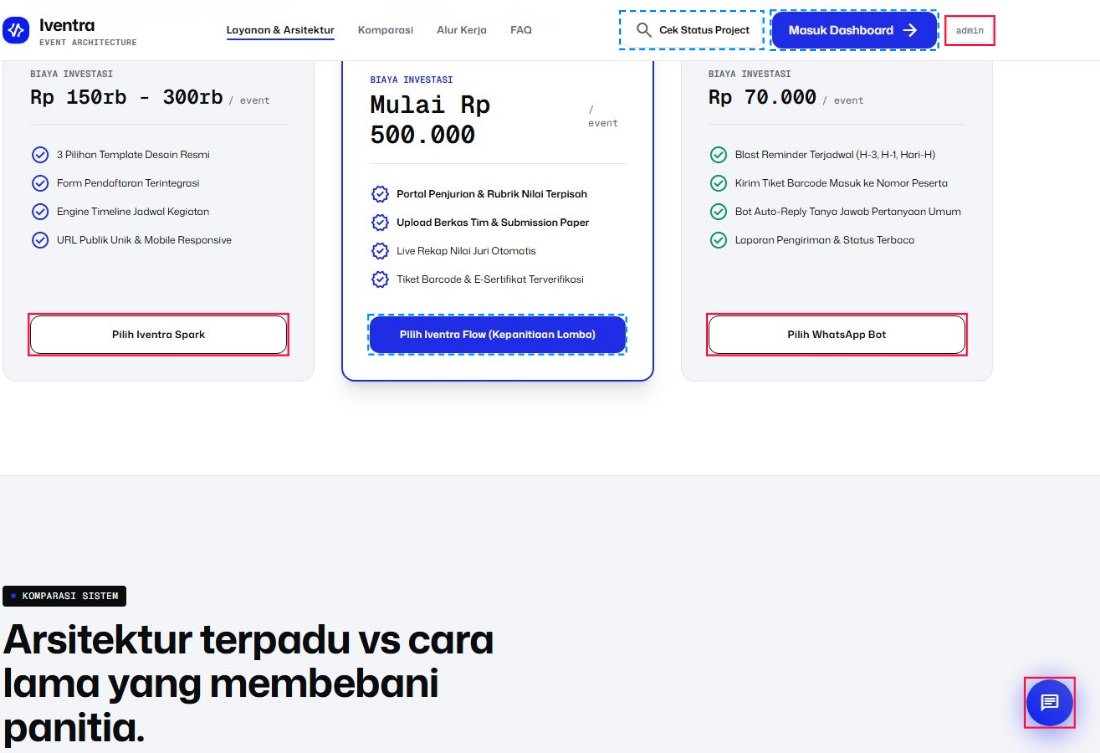 Iventra
EVENT ARCHITECTURE
Layanan & Arsitektur
Komparasi
Alur Kerja
FAQ
Cek Status Project
Masuk Dashboard
admin
BIAYA INVESTASI
Rp 150rb - 300rb / event
3 Pilihan Template Desain Resmi
Form Pendaftaran Terintegrasi
Engine Timeline Jadwal Kegiatan
URL Publik Unik & Mobile Responsive
Pilih Iventra Spark
BIAYA INVESTASI
Mulai Rp
500.000
/
event
Portal Penjurian & Rubrik Nilai Terpisah
Upload Berkas Tim & Submission Paper
Live Rekap Nilai Juri Otomatis
Tiket Barcode & E-Sertifikat Terverifikasi
Pilih Iventra Flow (Kepanitiaan Lomba)
BIAYA INVESTASI
Rp 70.000 / event
Blast Reminder Terjadwal (H-3, H-1, Hari-H)
Kirim Tiket Barcode Masuk ke Nomor Peserta
Bot Auto-Reply Tanya Jawab Pertanyaan Umum
Laporan Pengiriman & Status Terbaca
Pilih WhatsApp Bot
KOMPARASI SISTEM
Arsitektur terpadu vs cara
lama yang membebani
panitia.